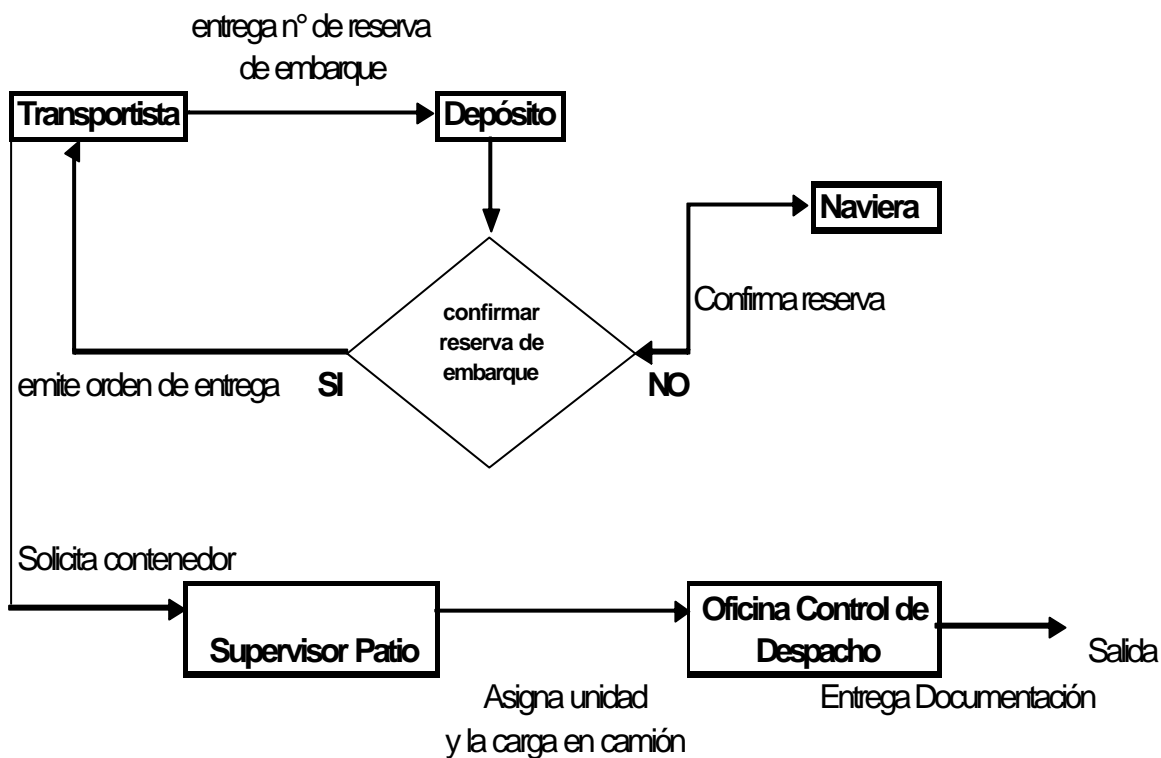 entrega n° de reserva
de embarque
Transportista
Depósito
Naviera
confirmar
reserva de
embarque
Confirma reserva
emite orden de entrega
SI
NO
Solicita contenedor
Supervisor Patio
Oficina Control de
Despacho
Salida
Asigna unidad
y la carga en camión
Entrega Documentación